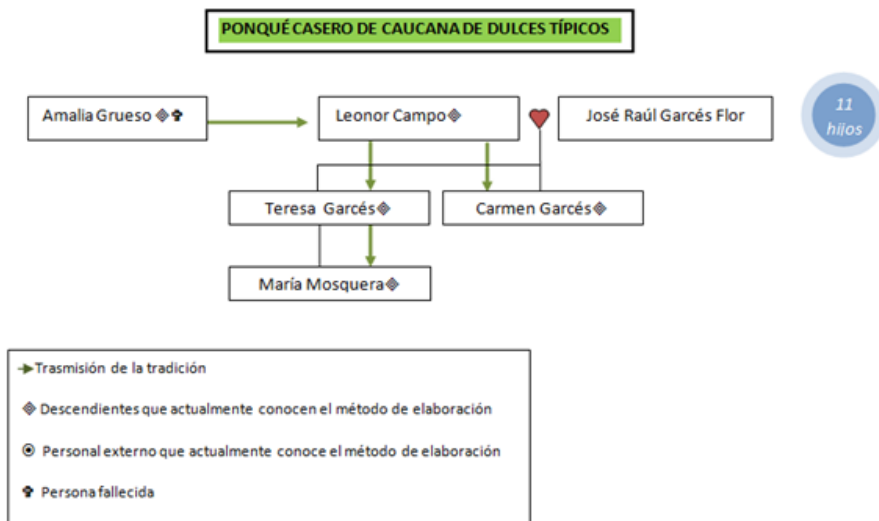 PONQUÉ CASERO DE CAUCANA DE DULCES TÍPICOS
Amalia Grueso
Leonor Campo
José Raúl Garcés Flor
11
hijos
Teresa Garcés
Carmen Garcés
María Mosquera
Trasmisión de la tradición
Descendientes que actualmente conocen el método de elaboración
Personal externo que actualmente conoce el método de elaboración
Persona fallecida